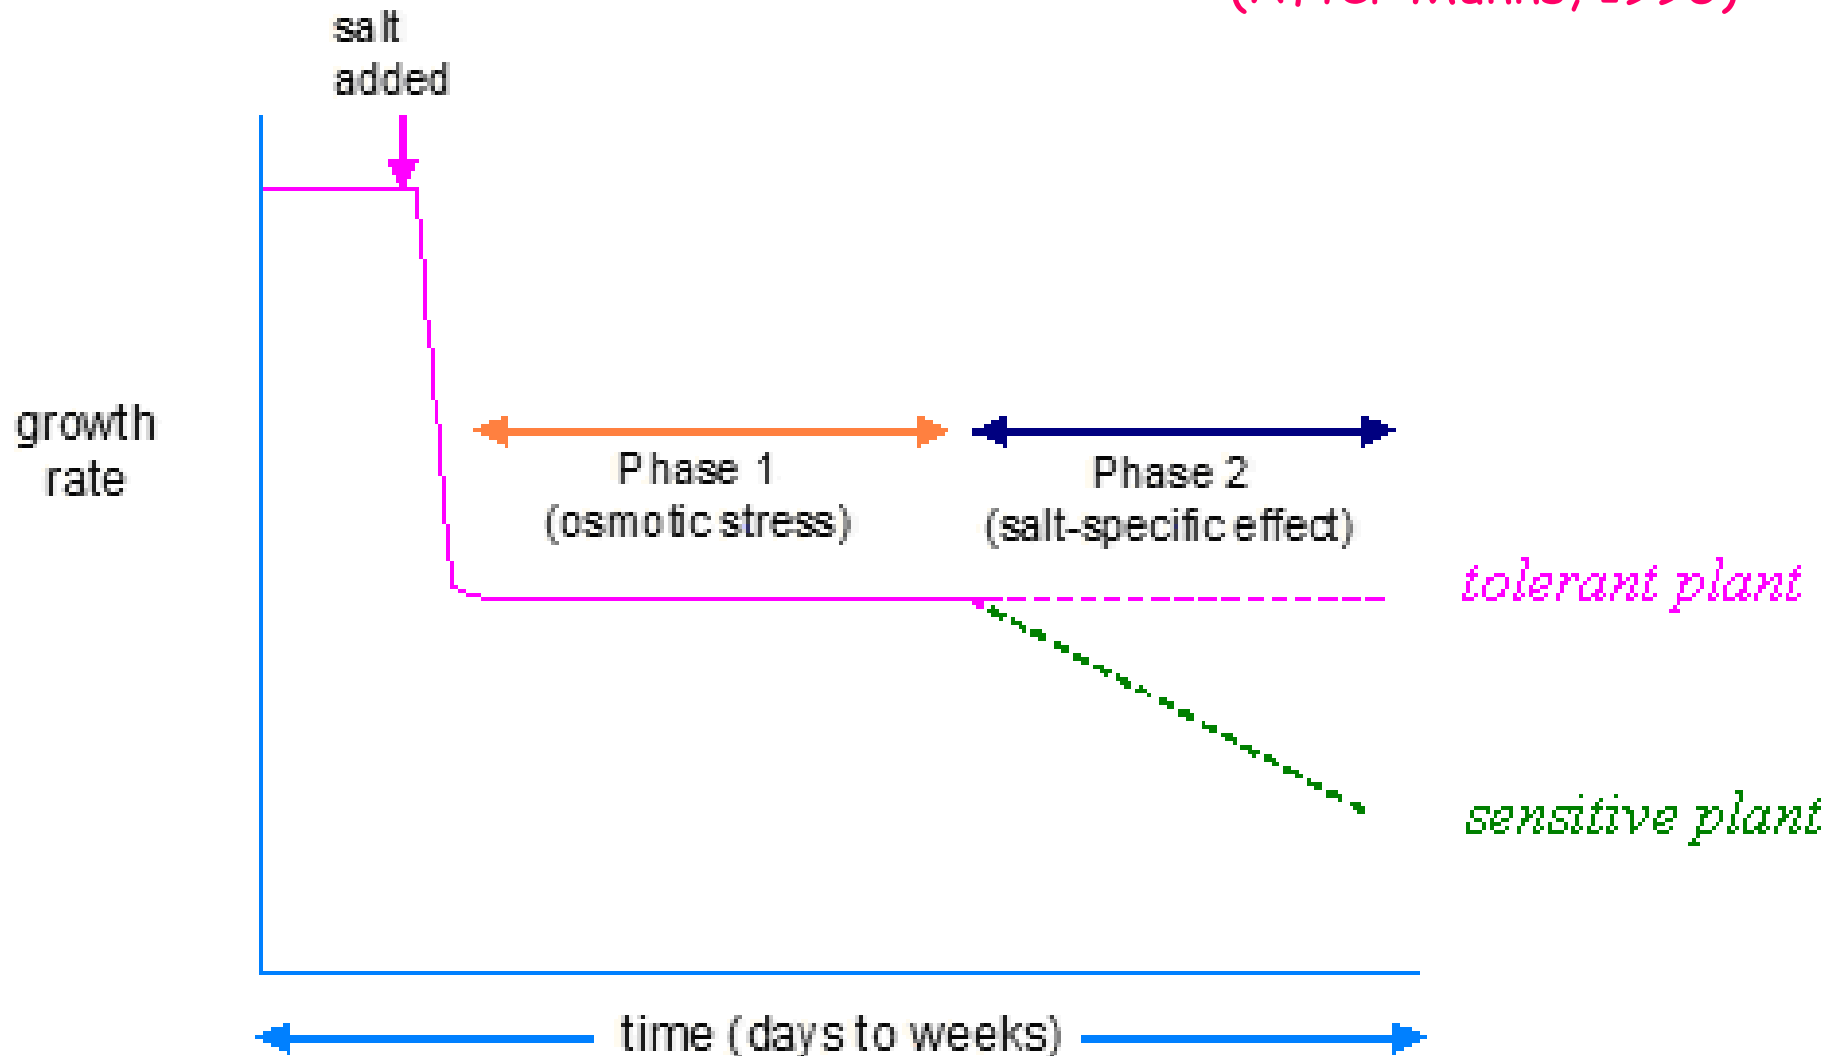 salt
added
growth
rate
Phase 1
(osmotic stress)
Phase 2
(salt-specific effect)
tolerant plant
sensitive plant
time (days to weeks)